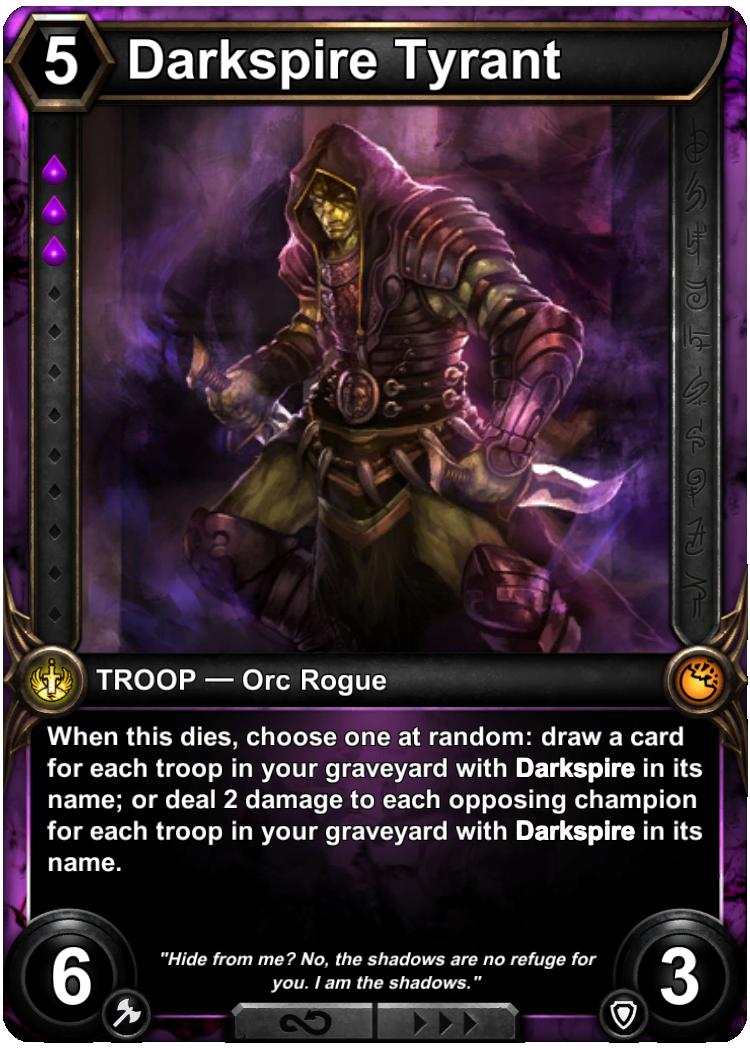 5
Darkspire Tyrant
TROOP — Orc Rogue
When this dies, choose one at random: draw a card
for each troop in your graveyard with Darkspire in its
name; or deal 2 damage to each opposing champion
for each troop in your graveyard with Darkspire in its
name.
"Hide from me? No, the shadows are no refuge for
you. I am the shadows."
6
3